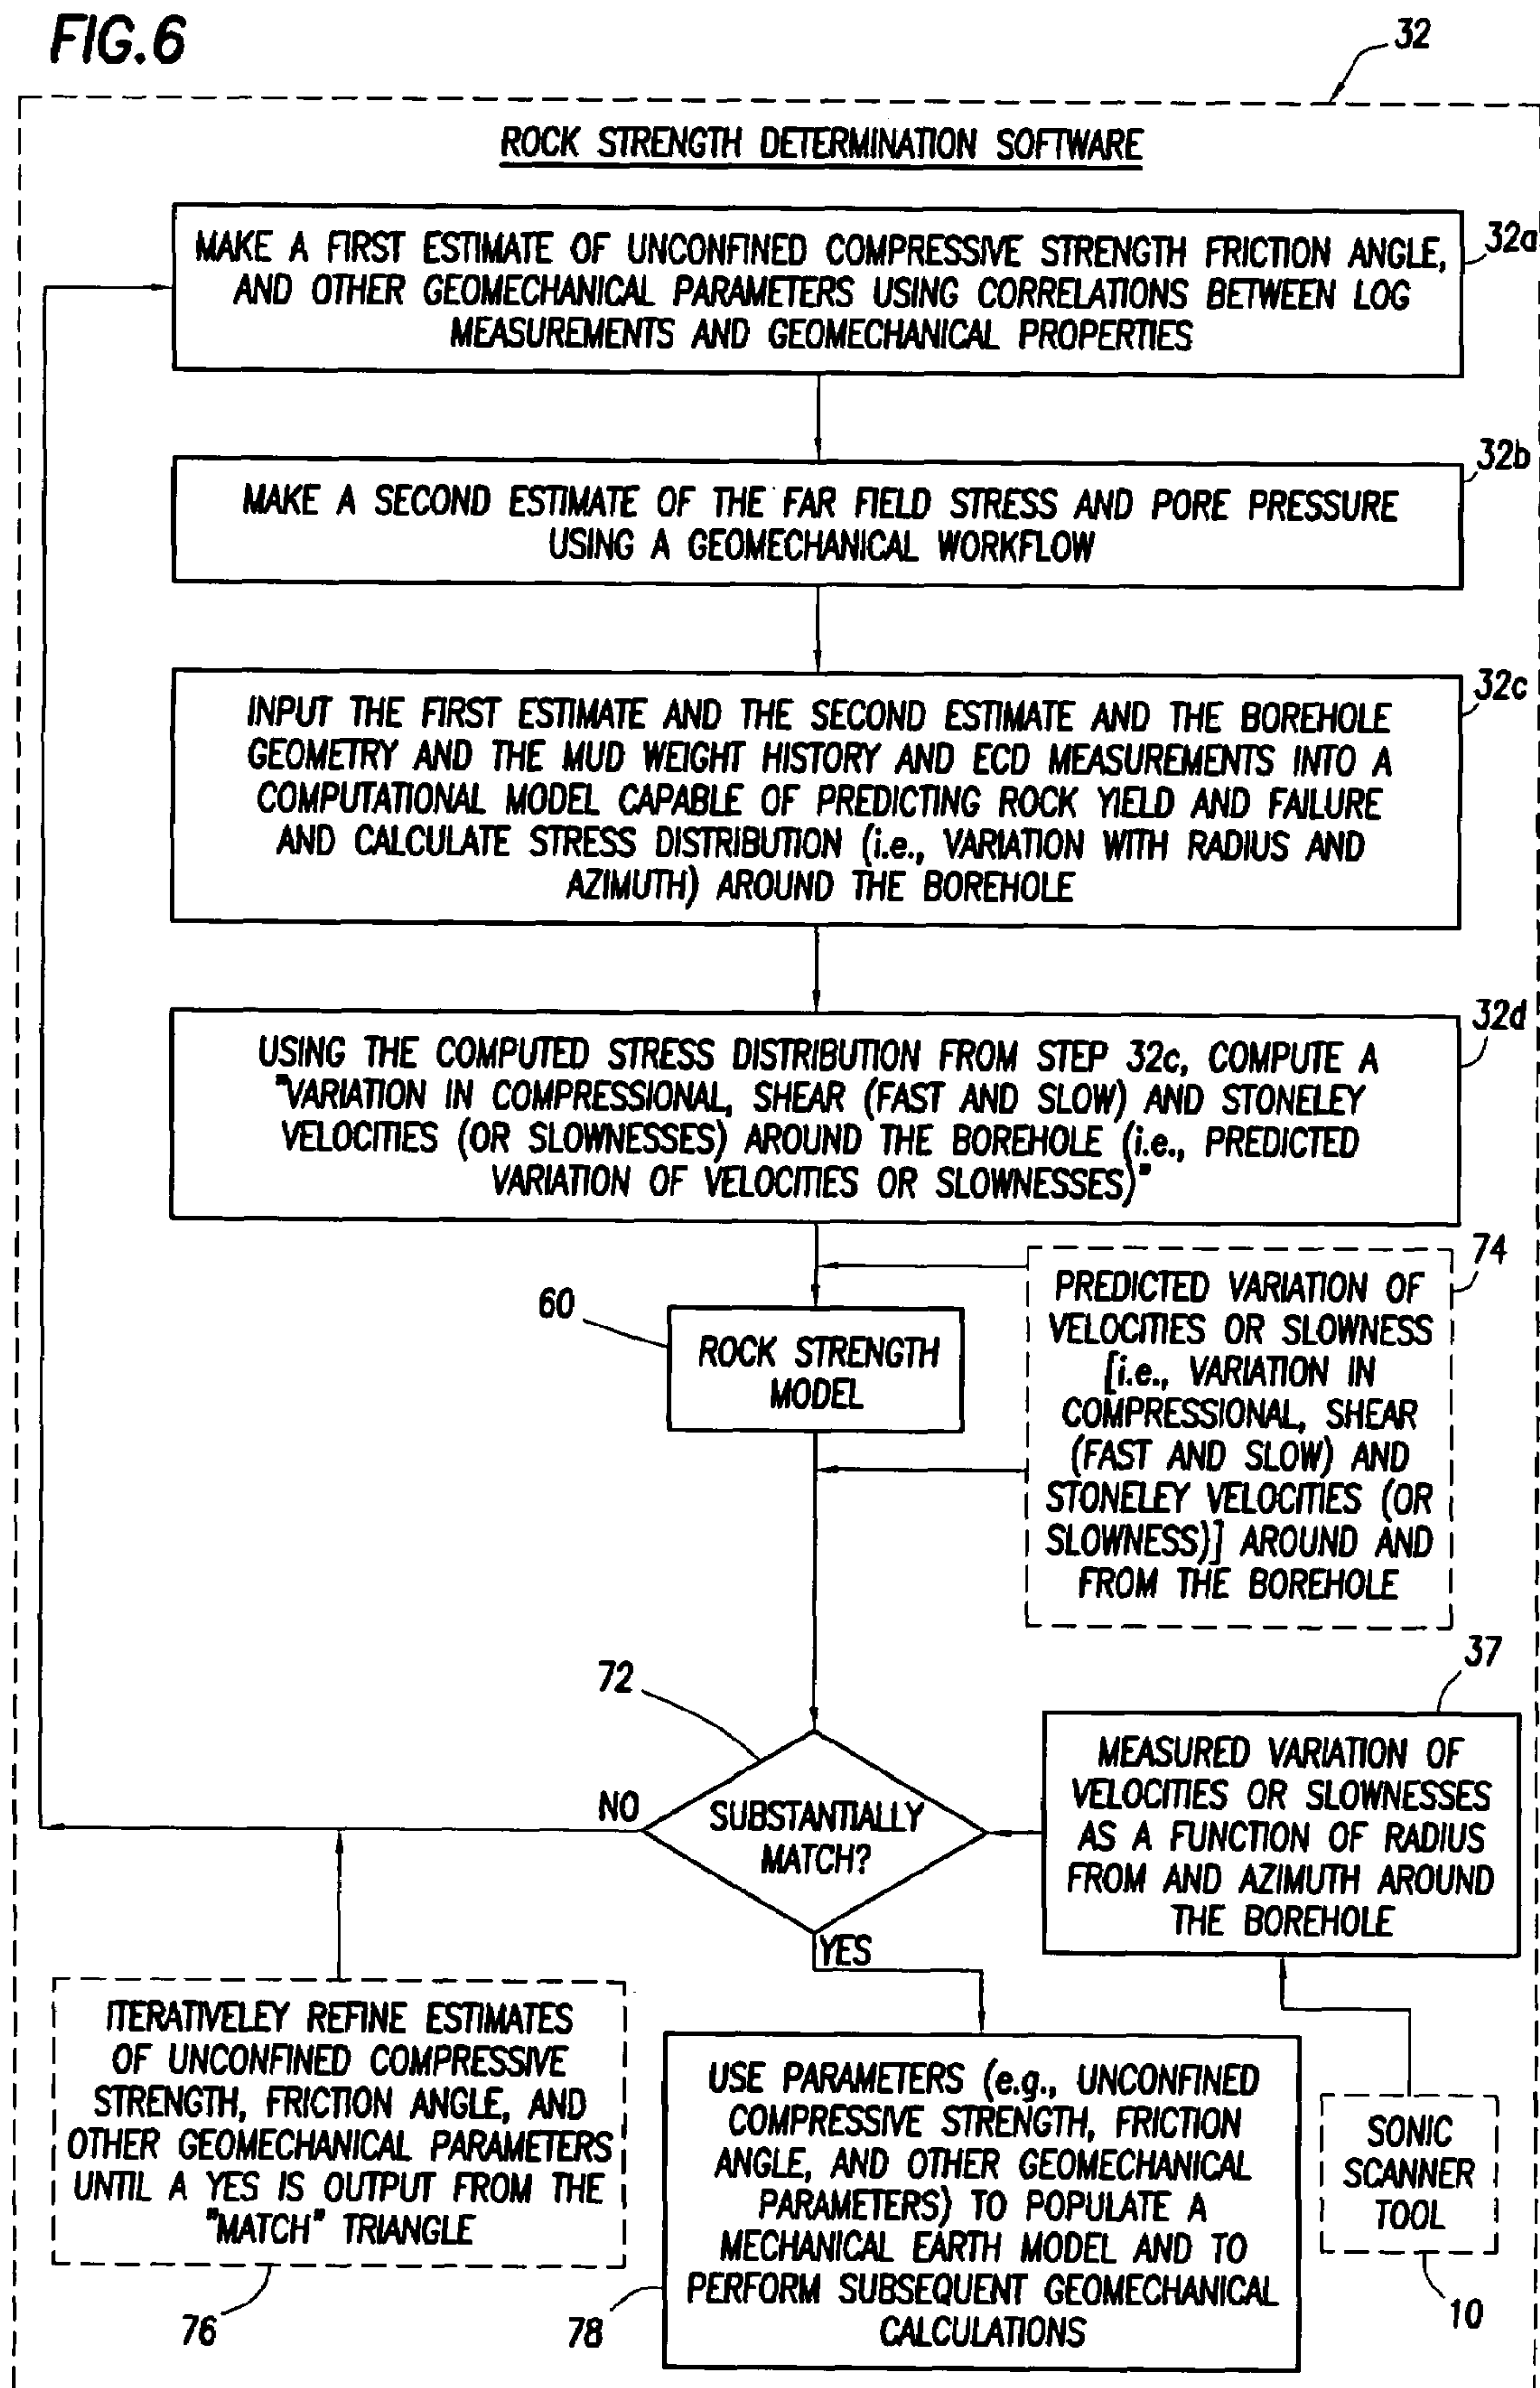 FIG.6
32
ROCK STRENGTH DETERMINATION SOFTWARE
32a
MAKE A FIRST ESTIMATE OF UNCONFINED COMPRESSIVE STRENGTH FRICTION ANGLE,
AND OTHER GEOMECHANICAL PARAMETERS USING CORRELATIONS BETWEEN LOG
MEASUREMENTS AND GEOMECHANICAL PROPERTIES
32b
MAKE A SECOND ESTIMATE OF THE FAR FIELD STRESS AND PORE PRESSURE
USING A GEOMECHANICAL WORKFLOW
32c
INPUT THE FIRST ESTIMATE AND THE SECOND ESTIMATE AND THE BOREHOLE
GEOMETRY AND THE MUD WEIGHT HISTORY AND ECD MEASUREMENTS INTO A
COMPUTATIONAL MODEL CAPABLE OF PREDICTING ROCK YIELD AND FAILURE
AND CALCULATE STRESS DISTRIBUTION (i.e., VARIATION WITH RADIUS AND
AZIMUTH) AROUND THE BOREHOLE
32d
USING THE COMPUTED STRESS DISTRIBUTION FROM STEP 32c, COMPUTE A
"VARIATION IN COMPRESSIONAL, SHEAR (FAST AND SLOW) AND STONELEY
VELOCITIES (OR SLOWNESSES) AROUND THE BOREHOLE (i.e., PREDICTED
VARIATION OF VELOCITIES OR SLOWNESSES)"
74
PREDICTED VARIATION OF
VELOCITIES OR SLOWNESS
[i.e., VARIATION IN
COMPRESSIONAL, SHEAR
(FAST AND SLOW) AND
STONELEY VELOCITIES (OR
SLOWNESS)] AROUND AND
FROM THE BOREHOLE
60
ROCK STRENGTH
MODEL
72
NO
SUBSTANTIALLY
MATCH?
YES
37
MEASURED VARIATION OF
VELOCITIES OR SLOWNESSES
AS A FUNCTION OF RADIUS
FROM AND AZIMUTH AROUND
THE BOREHOLE
ITERATIVELEY REFINE ESTIMATES
OF UNCONFINED COMPRESSIVE
STRENGTH, FRICTION ANGLE, AND
OTHER GEOMECHANICAL PARAMETERS
UNTIL A YES IS OUTPUT FROM THE
"MATCH" TRIANGLE
76
USE PARAMETERS (e.g., UNCONFINED
COMPRESSIVE STRENGTH, FRICTION
ANGLE, AND OTHER GEOMECHANICAL
PARAMETERS) TO POPULATE A
MECHANICAL EARTH MODEL AND TO
PERFORM SUBSEQUENT GEOMECHANICAL
CALCULATIONS
78
SONIC
SCANNER
TOOL
10